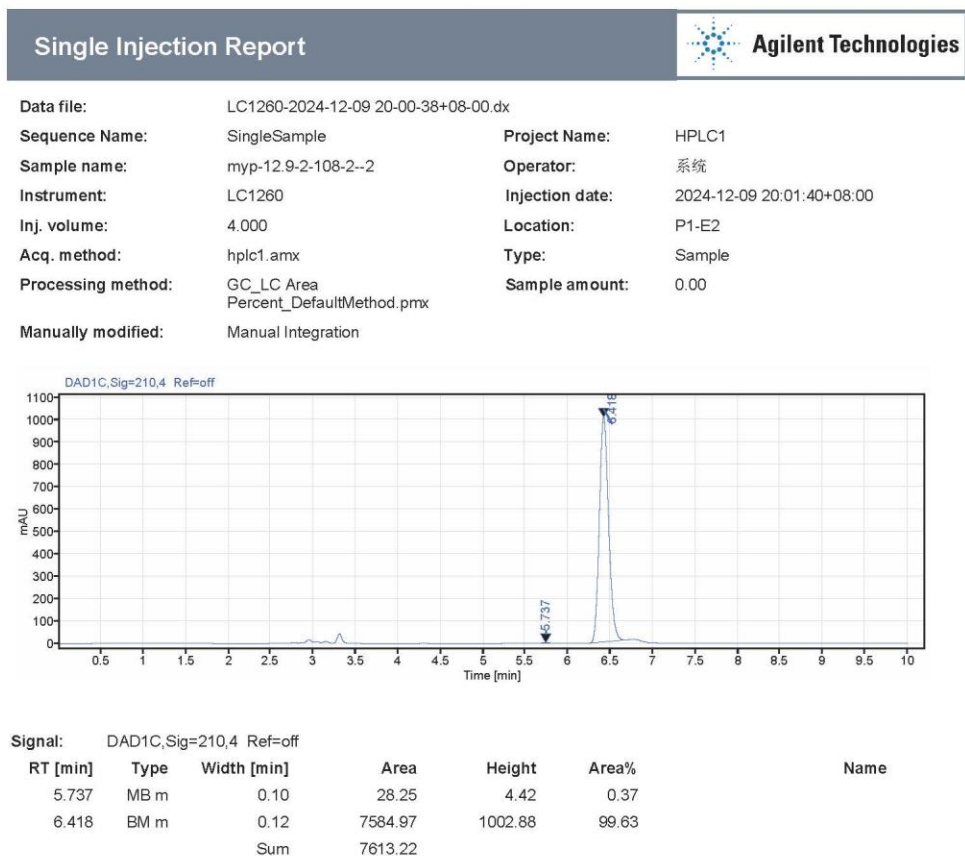 Single Injection Report
Agilent Technologies
Data file: LC1260-2024-12-09 20-00-38+08-00.dx
Sequence Name: SingleSample Project Name: HPLC1
Sample name: myp-12.9-2-108-2--2 Operator: 系统
Instrument: LC1260 Injection date: 2024-12-09 20:01:40+08:00
Inj. volume: 4.000 Location: P1-E2
Acq. method: hplc1.amx Type: Sample
Processing method: GC_LC Area Sample amount: 0.00
Percent_DefaultMethod.pmx
Manually modified: Manual Integration
DAD1C,Sig=210,4 Ref=off
1100
1000
900
800
700
600
500
400
300
200
100
0
mAU
5.737
6.418
0.5 1 1.5 2 2.5 3 3.5 4 4.5 5 5.5 6 6.5 7 7.5 8 8.5 9 9.5 10
Time [min]
Signal: DAD1C,Sig=210,4 Ref=off
RT [min] Type Width [min] Area Height Area% Name
5.737 MB m 0.10 28.25 4.42 0.37
6.418 BM m 0.12 7584.97 1002.88 99.63
Sum 7613.22